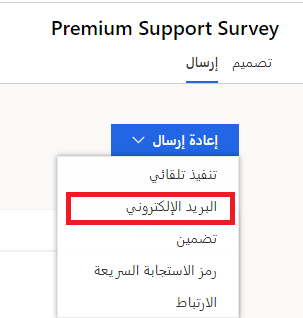 Premium Support Survey
تصميم إرسال
إعادة إرسال
تنفيذ تلقائي
البريد الإلكتروني
تضمين
رمز الاستجابة السريعة
الارتباط